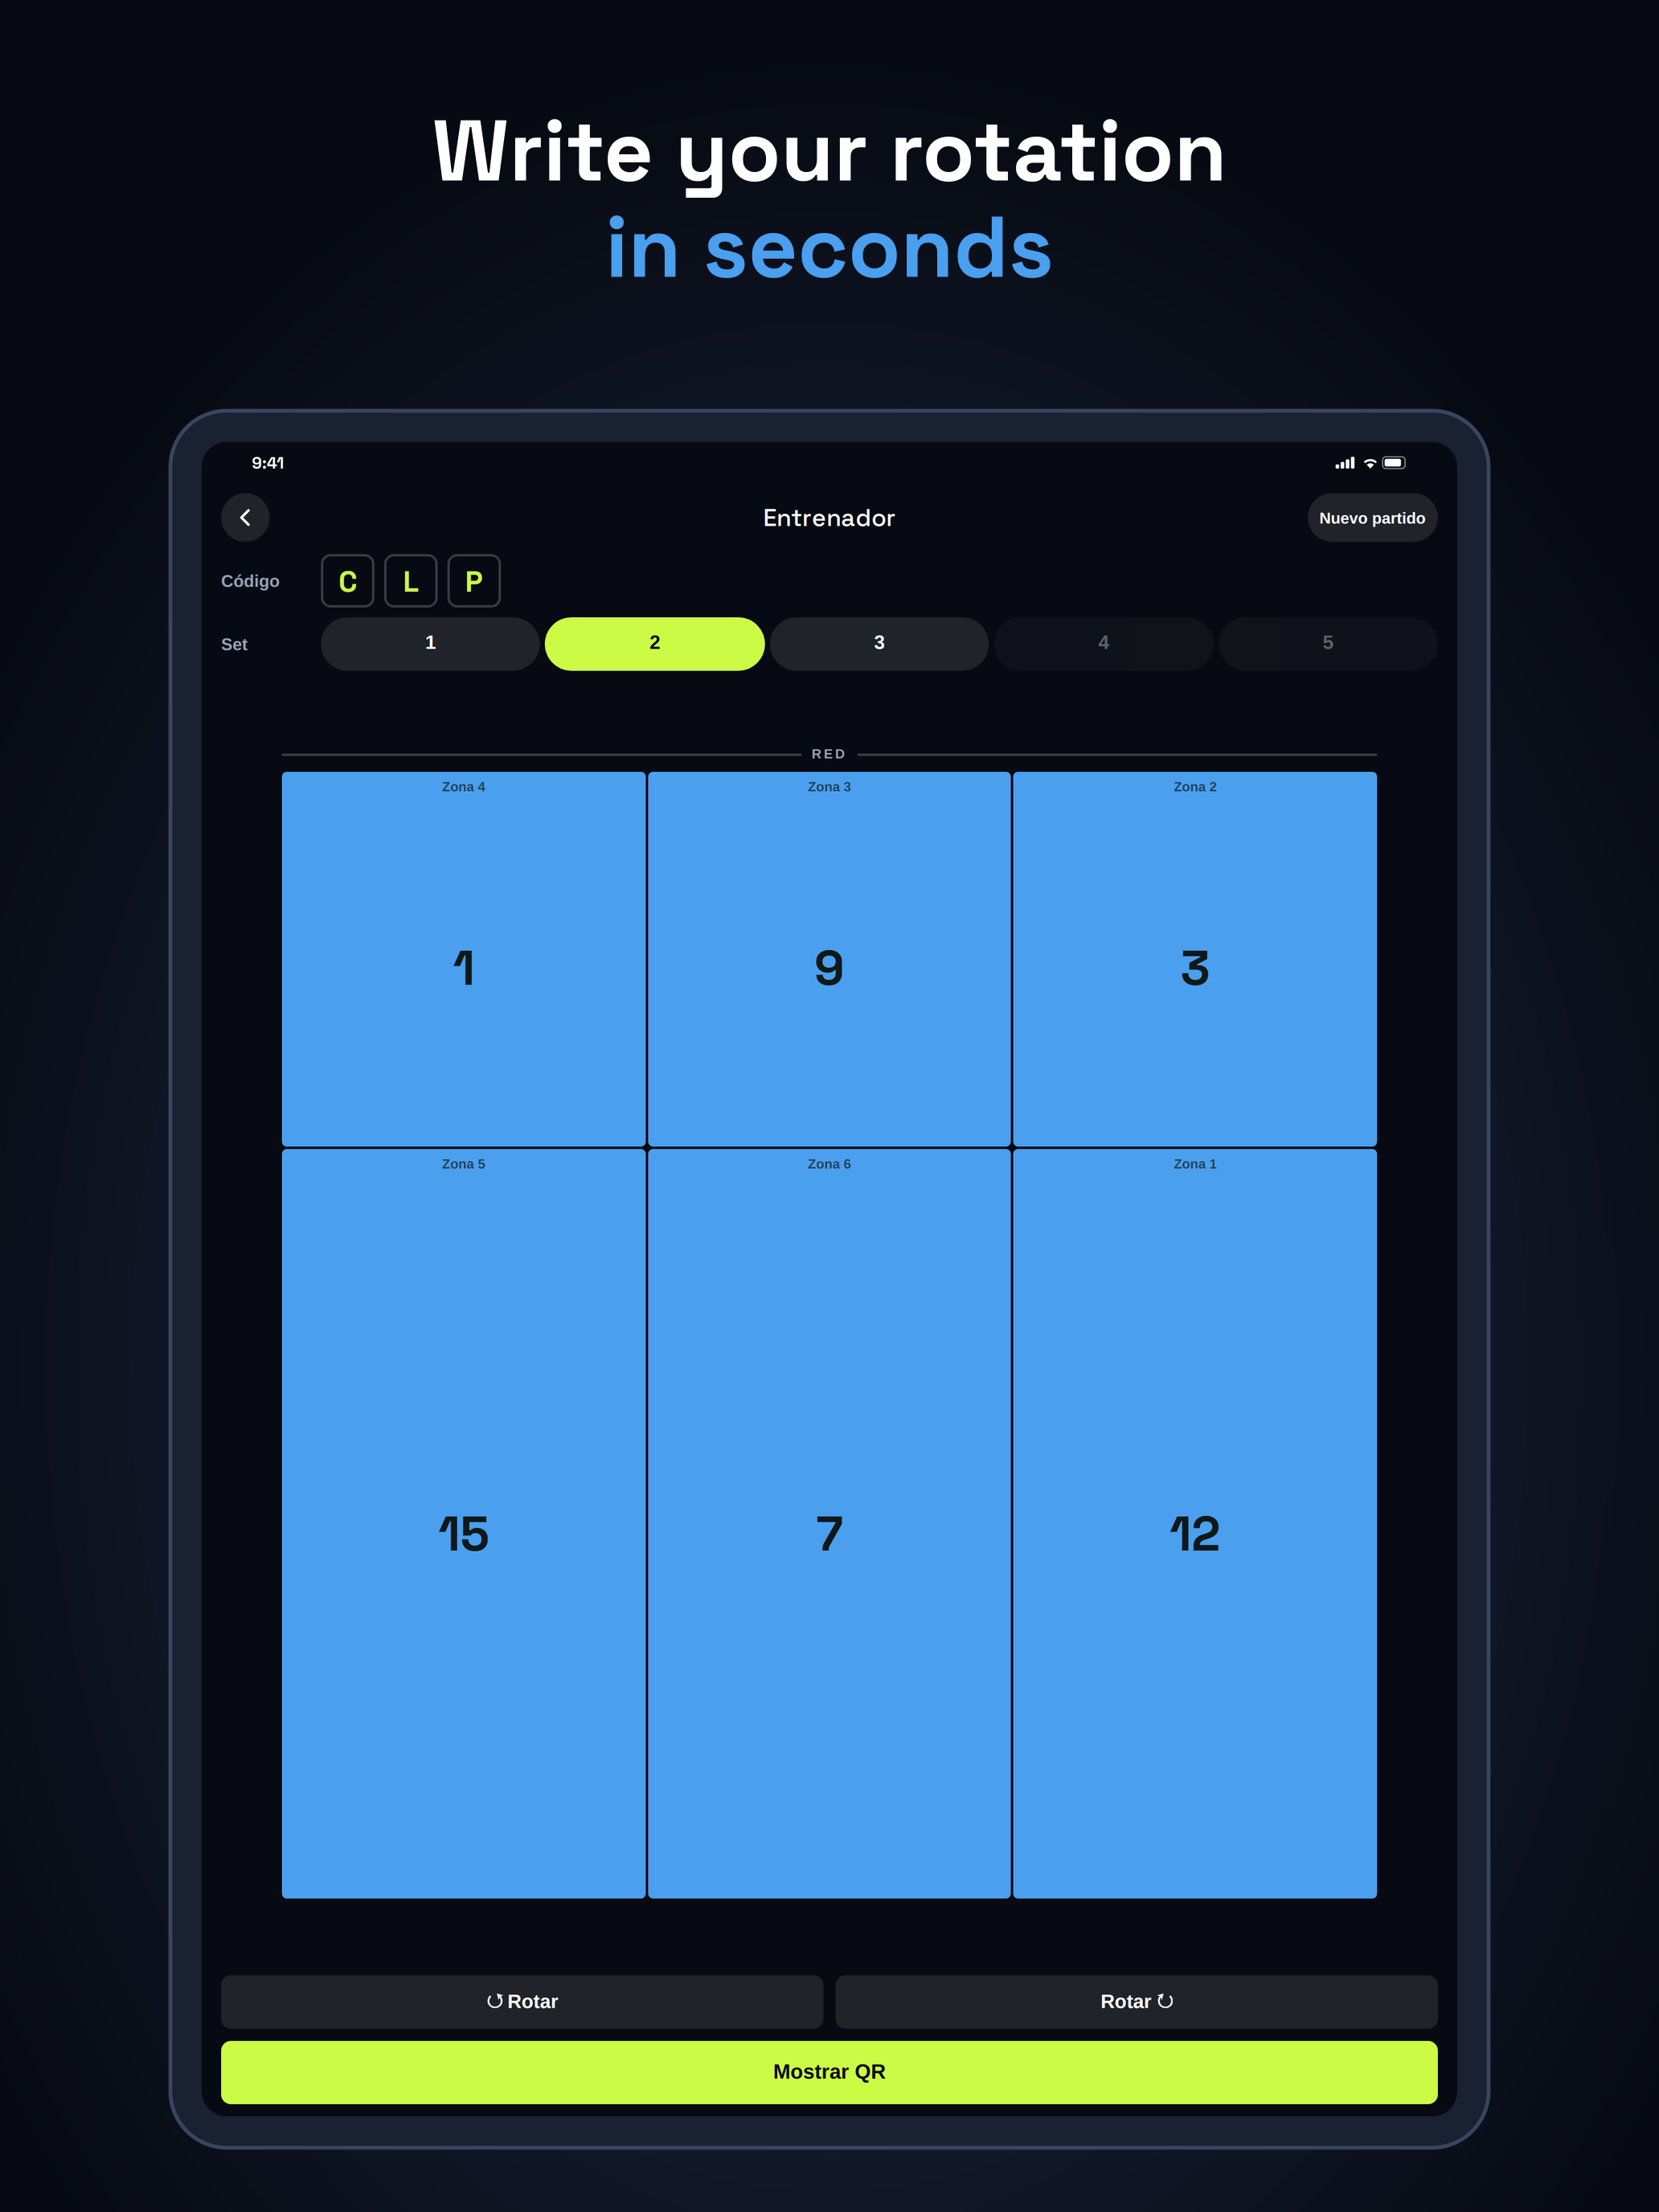 Write your rotation
in seconds
9:41
Entrenador
Nuevo partido
Código C L P
Set 1 2 3 4 5
RED
Zona 4 Zona 3 Zona 2
1 9 3
Zona 5 Zona 6 Zona 1
15 7 12
Rotar Rotar
Mostrar QR